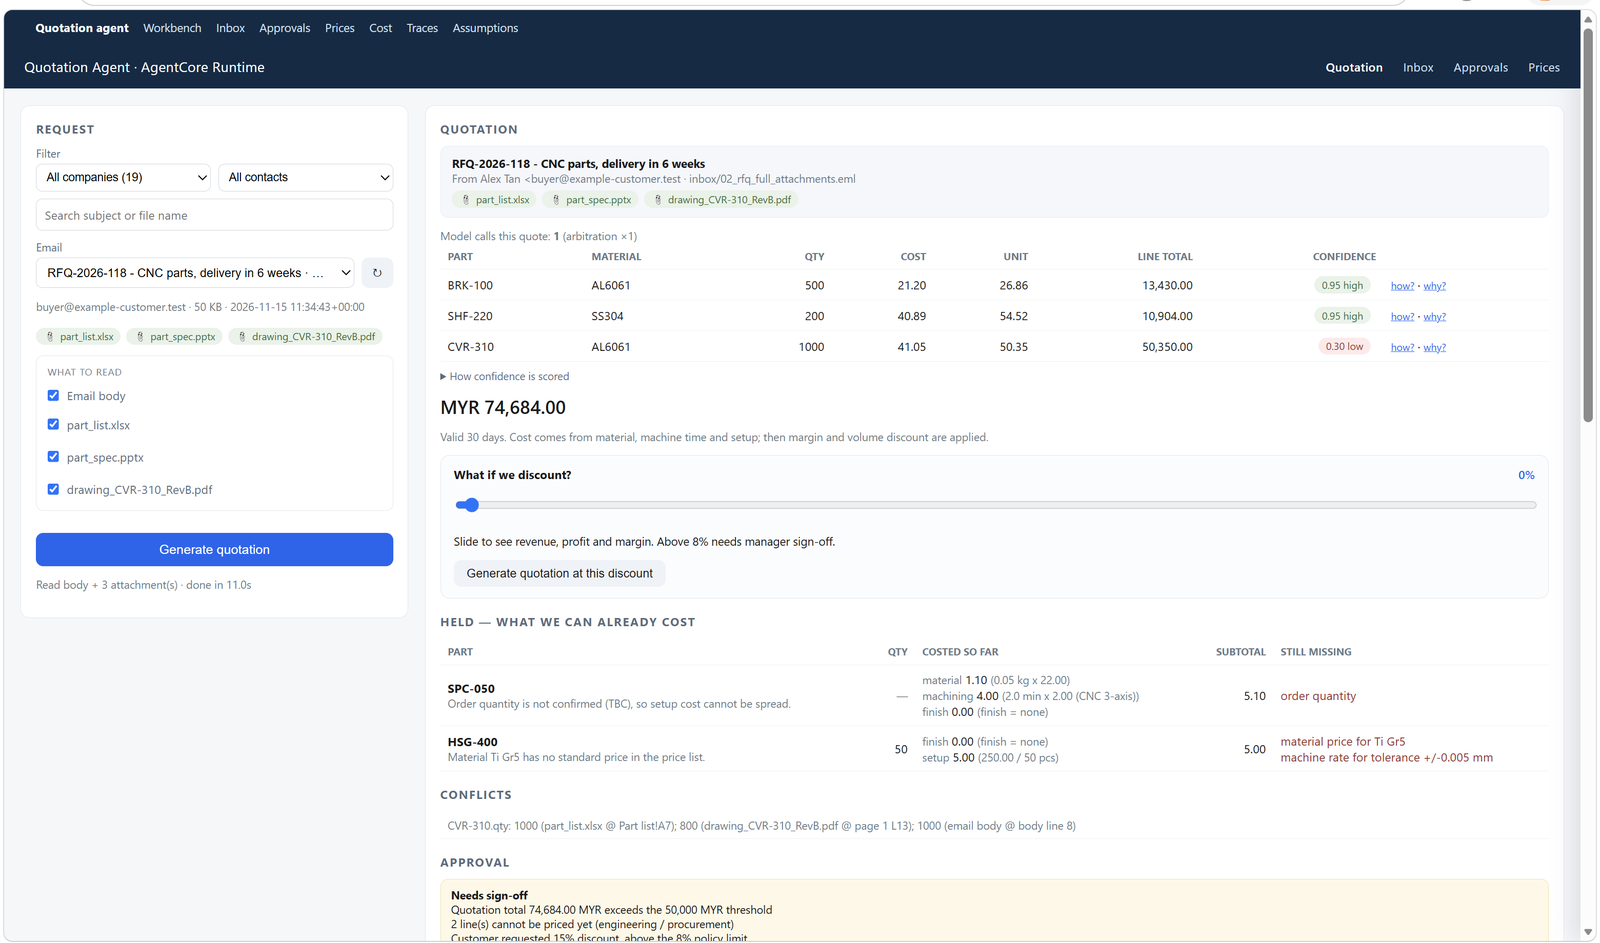 Quotation agent Workbench Inbox Approvals Prices Cost Traces Assumptions
Quotation Agent · AgentCore Runtime
Quotation Inbox Approvals Prices
REQUEST
Filter
All companies (19) All contacts
Search subject or file name
Email
RFQ-2026-118 - CNC parts, delivery in 6 weeks · ... ↻
buyer@example-customer.test · 50 KB · 2026-11-15 11:34:43+00:00
part_list.xlsx part_spec.pptx drawing_CVR-310_RevB.pdf
WHAT TO READ
Email body
part_list.xlsx
part_spec.pptx
drawing_CVR-310_RevB.pdf
Generate quotation
Read body + 3 attachment(s) · done in 11.0s
QUOTATION
RFQ-2026-118 - CNC parts, delivery in 6 weeks
From Alex Tan <buyer@example-customer.test · inbox/02_rfq_full_attachments.eml
part_list.xlsx part_spec.pptx drawing_CVR-310_RevB.pdf
Model calls this quote: 1 (arbitration ×1)
PART MATERIAL QTY COST UNIT LINE TOTAL CONFIDENCE
BRK-100 AL6061 500 21.20 26.86 13,430.00 0.95 high how? · why?
SHF-220 SS304 200 40.89 54.52 10,904.00 0.95 high how? · why?
CVR-310 AL6061 1000 41.05 50.35 50,350.00 0.30 low how? · why?
▶ How confidence is scored
MYR 74,684.00
Valid 30 days. Cost comes from material, machine time and setup; then margin and volume discount are applied.
What if we discount? 0%
Slide to see revenue, profit and margin. Above 8% needs manager sign-off.
Generate quotation at this discount
HELD — WHAT WE CAN ALREADY COST
PART QTY COSTED SO FAR SUBTOTAL STILL MISSING
SPC-050
Order quantity is not confirmed (TBC), so setup cost cannot be spread.
—
material 1.10 (0.05 kg x 22.00)
machining 4.00 (2.0 min x 2.00 (CNC 3-axis))
finish 0.00 (finish = none)
5.10
order quantity
HSG-400
Material Ti Gr5 has no standard price in the price list.
50
finish 0.00 (finish = none)
setup 5.00 (250.00 / 50 pcs)
5.00
material price for Ti Gr5
machine rate for tolerance +/-0.005 mm
CONFLICTS
CVR-310.qty: 1000 (part_list.xlsx @ Part list!A7); 800 (drawing_CVR-310_RevB.pdf @ page 1 L13); 1000 (email body @ body line 8)
APPROVAL
Needs sign-off
Quotation total 74,684.00 MYR exceeds the 50,000 MYR threshold
2 line(s) cannot be priced yet (engineering / procurement)
Customer requested 15% discount, above the 8% policy limit